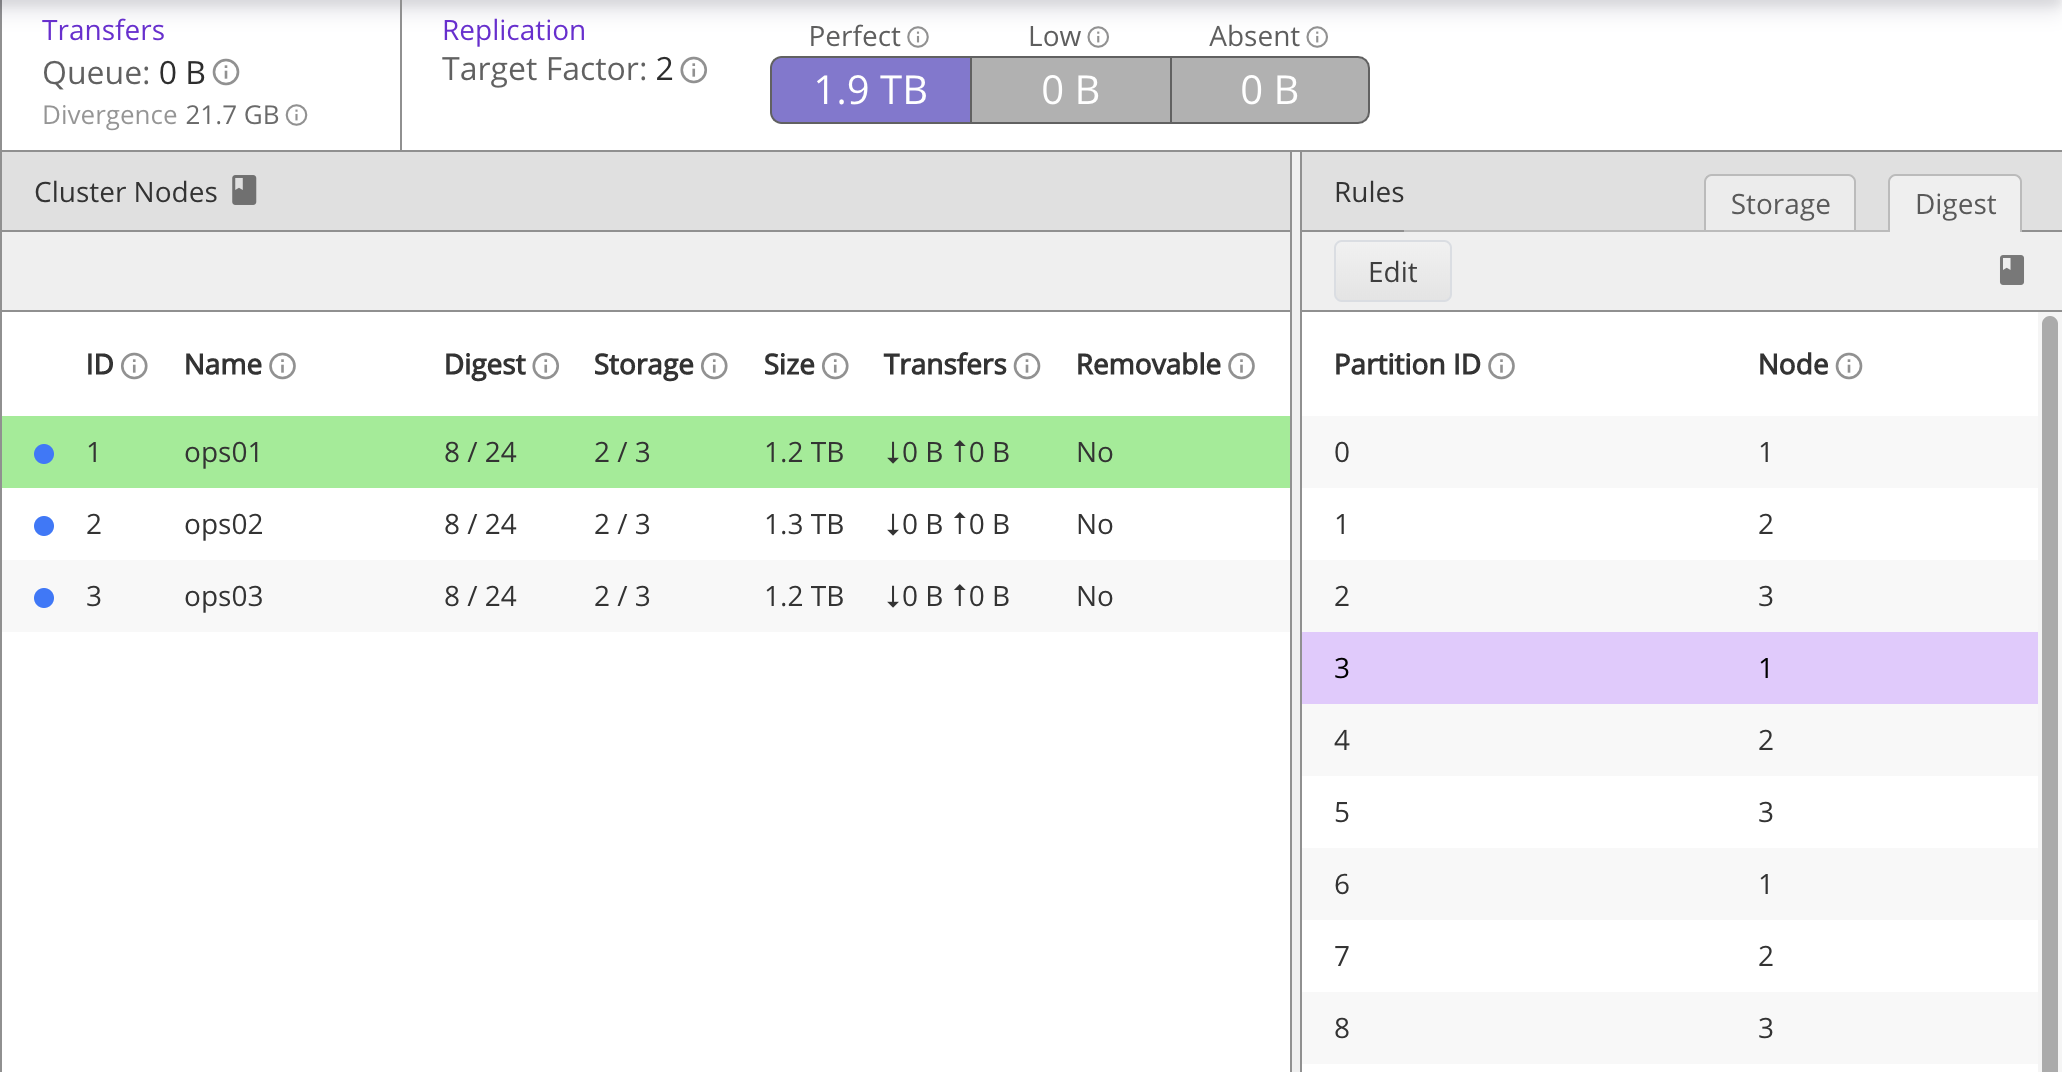 Transfers
Queue: 0 B
Divergence 21.7 GB
Replication
Target Factor: 2
Perfect Low Absent
1.9 TB 0 B 0 B
Cluster Nodes
ID Name Digest Storage Size Transfers Removable
1 ops01 8 / 24 2 / 3 1.2 TB ↓0 B ↑0 B No
2 ops02 8 / 24 2 / 3 1.3 TB ↓0 B ↑0 B No
3 ops03 8 / 24 2 / 3 1.2 TB ↓0 B ↑0 B No
Rules Storage Digest
Edit
Partition ID Node
0 1
1 2
2 3
3 1
4 2
5 3
6 1
7 2
8 3